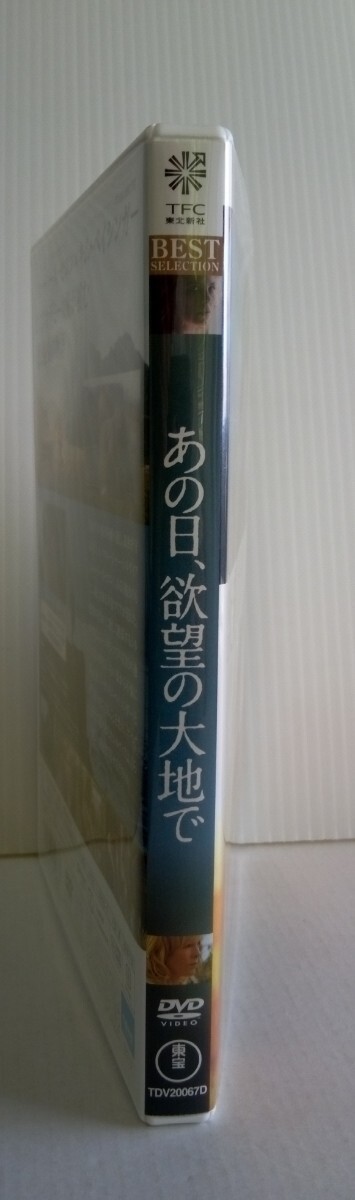 TFC
東北新社
BEST
SELECTION
あの日、欲望の大地で
DVD
VIDEO
東宝
TDV20067D